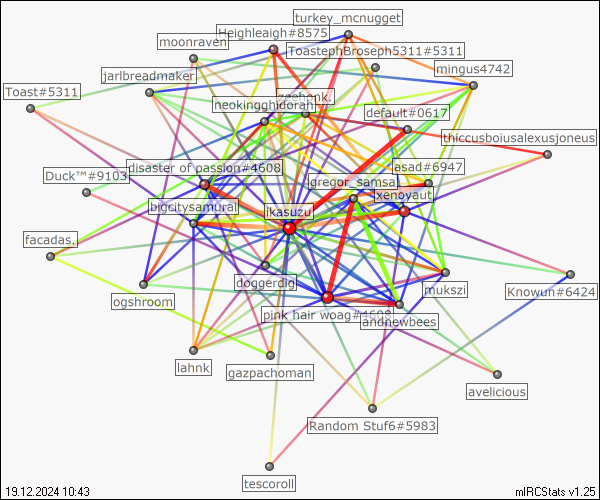 turkey_mcnugget
Heighleaigh#8575
moonraven
ToastephBroseph5311#5311
mingus4742
jarlbreadmaker
Toast#5311
zeehonk.
neokingghidorah
default#0617
thiccusboiusalexusjoneus
disaster of passion#4608
asad#6947
Duck™#9103
gregor_samsa
xenoyaut
bigcitysamurai
ikasuzu
facadas.
doggerdig
mukszi
Knowun#6424
ogshroom
pink hair woag#4608
andnewbees
lahnk
gazpachoman
avelicious
Random Stuf6#5983
tescoroll
19.12.2024 10:43
mIRCStats v1.25